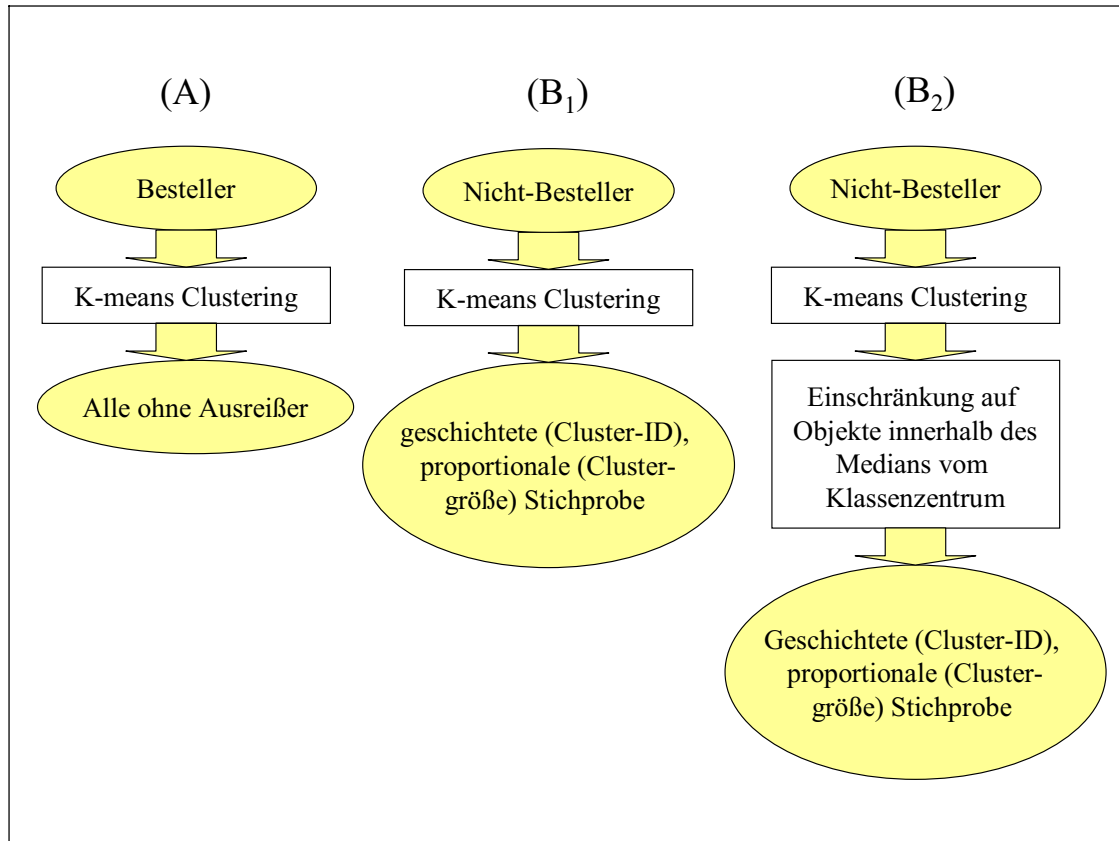 (A)
Besteller
K-means Clustering
Alle ohne Ausreißer
(B₁)
Nicht-Besteller
K-means Clustering
geschichtete (Cluster-ID),
proportionale (Cluster-
größe) Stichprobe
(B₂)
Nicht-Besteller
K-means Clustering
Einschränkung auf
Objekte innerhalb des
Medians vom
Klassenzentrum
Geschichtete (Cluster-ID),
proportionale (Cluster-
größe) Stichprobe